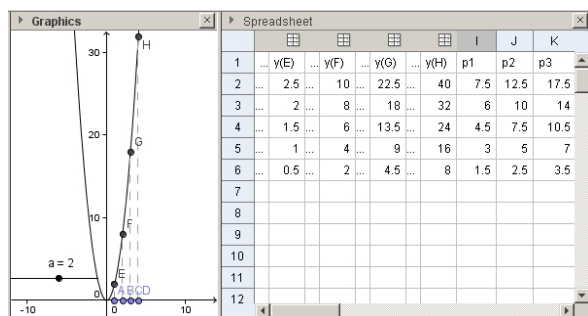 Graphics
H
30
G
20
F
10
a = 2
E
0
A B C D
-10 0 10
Spreadsheet
I J K
1 ... y(E) ... y(F) ... y(G) ... y(H) p1 p2 p3
2 ... 2.5 ... 10 ... 22.5 ... 40 7.5 12.5 17.5
3 ... 2 ... 8 ... 18 ... 32 6 10 14
4 ... 1.5 ... 6 ... 13.5 ... 24 4.5 7.5 10.5
5 ... 1 ... 4 ... 9 ... 16 3 5 7
6 ... 0.5 ... 2 ... 4.5 ... 8 1.5 2.5 3.5
7
8
9
10
11
12